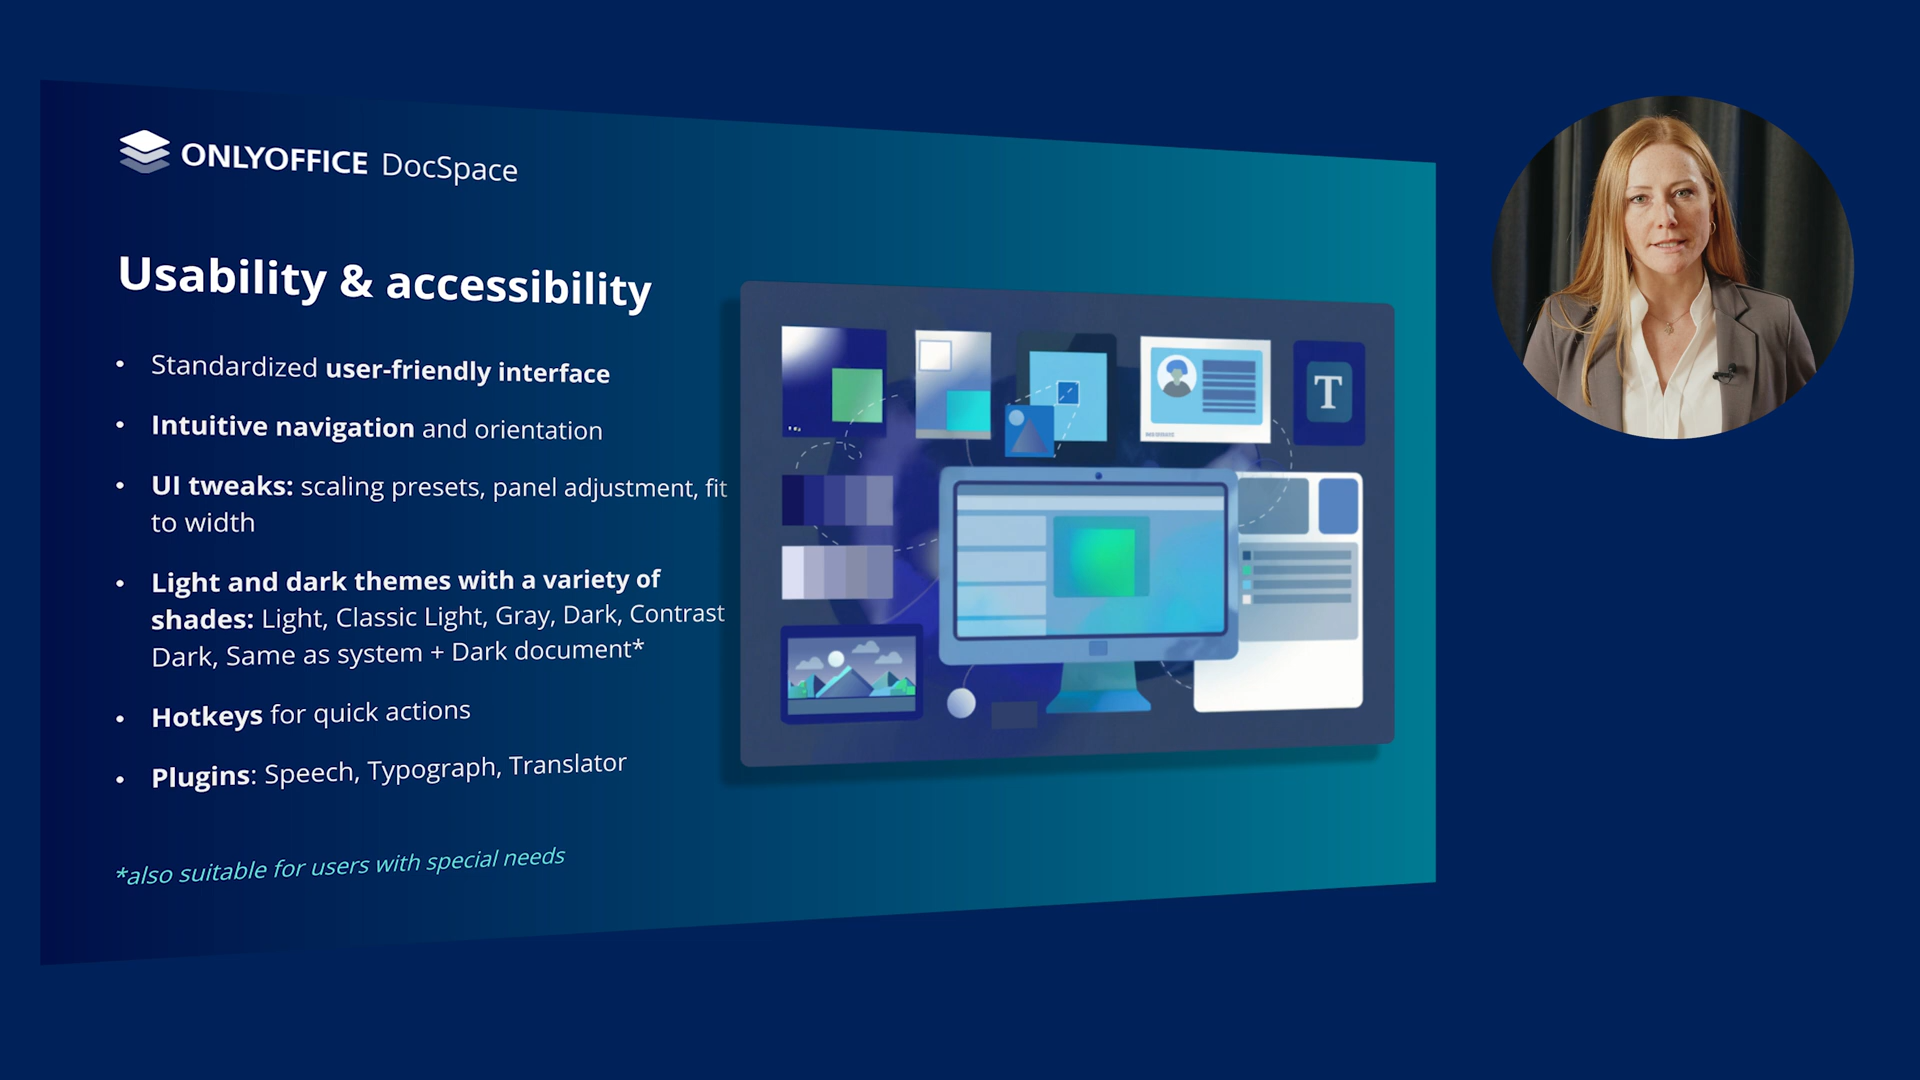 ONLYOFFICE DocSpace
Usability & accessibility
• Standardized user-friendly interface
• Intuitive navigation and orientation
• UI tweaks: scaling presets, panel adjustment, fit
to width
• Light and dark themes with a variety of
shades: Light, Classic Light, Gray, Dark, Contrast
Dark, Same as system + Dark document*
• Hotkeys for quick actions
• Plugins: Speech, Typograph, Translator
*also suitable for users with special needs
T